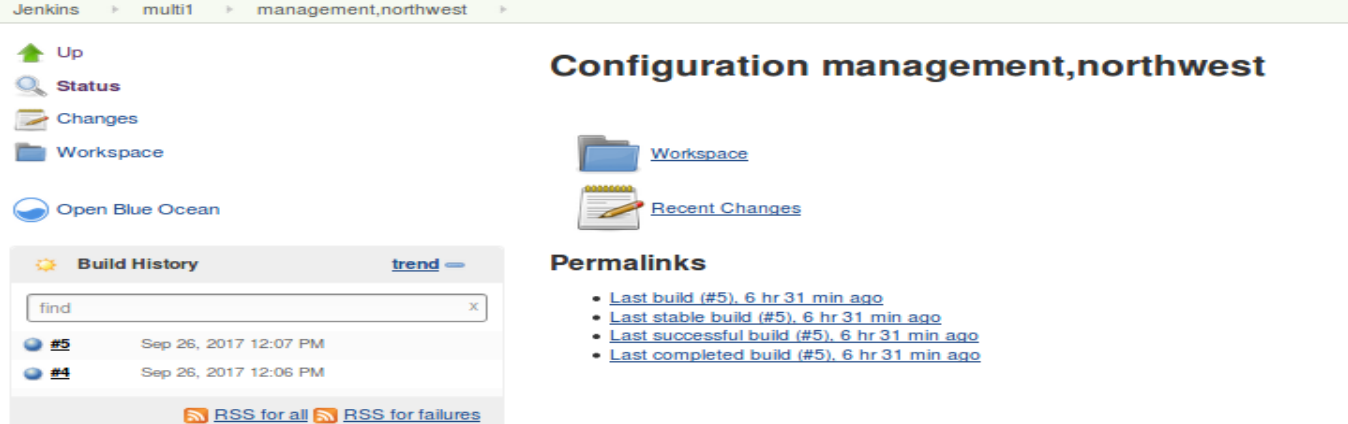 Jenkins multi1 management,northwest
Up
Status
Changes
Workspace
Open Blue Ocean
Build History trend
find x
#5 Sep 26, 2017 12:07 PM
#4 Sep 26, 2017 12:06 PM
RSS for all RSS for failures
Configuration management,northwest
Workspace
Recent Changes
Permalinks
• Last build (#5), 6 hr 31 min ago
• Last stable build (#5), 6 hr 31 min ago
• Last successful build (#5), 6 hr 31 min ago
• Last completed build (#5), 6 hr 31 min ago